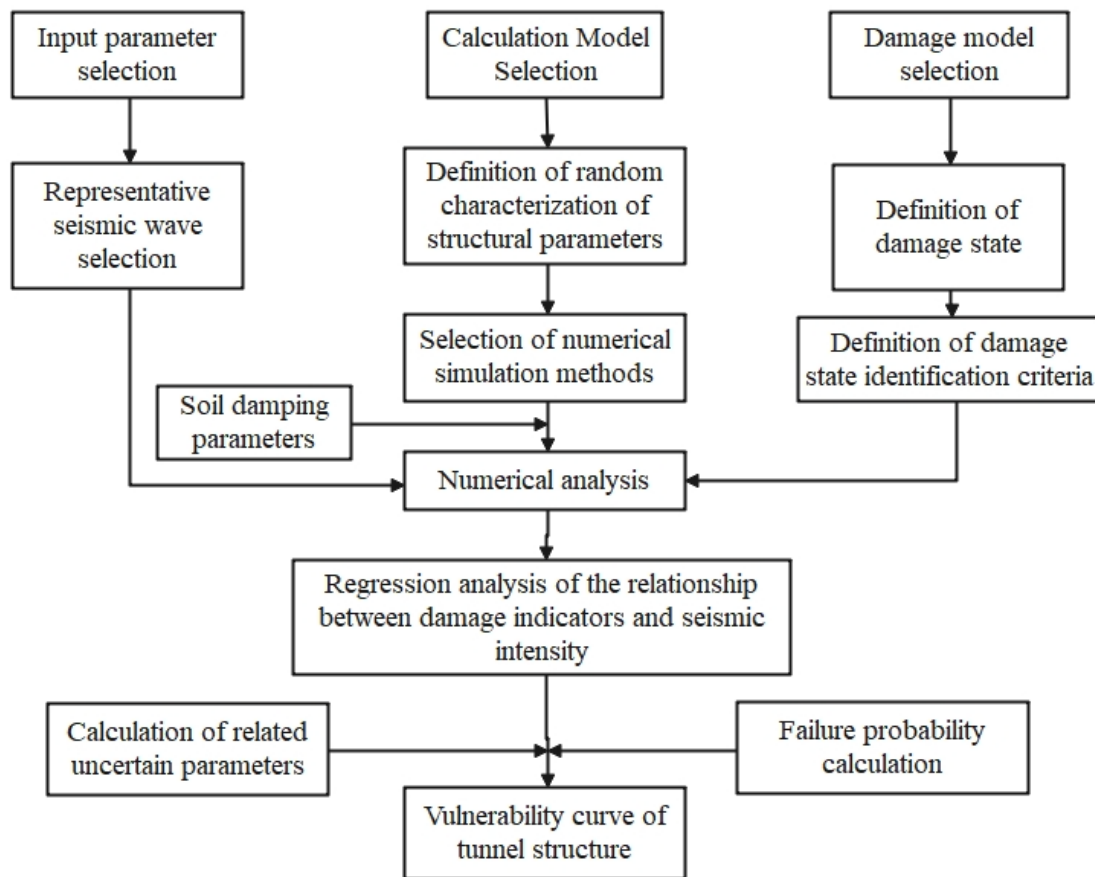 Input parameter
selection
Calculation Model
Selection
Damage model
selection
Representative
seismic wave
selection
Definition of random
characterization of
structural parameters
Definition of
damage state
Selection of numerical
simulation methods
Definition of damage
state identification criteria
Soil damping
parameters
Numerical analysis
Regression analysis of the relationship
between damage indicators and seismic
intensity
Calculation of related
uncertain parameters
Failure probability
calculation
Vulnerability curve of
tunnel structure